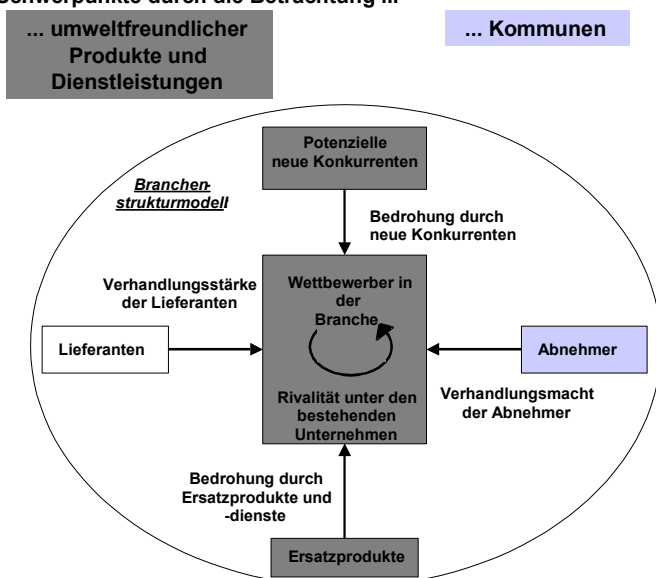 Schwerpunkte durch die Betrachtung ...
... umweltfreundlicher
Produkte und
Dienstleistungen
... Kommunen
Potenzielle
neue Konkurrenten
Branchen-
strukturmodell
Bedrohung durch
neue Konkurrenten
Verhandlungsstärke
der Lieferanten
Wettbewerber in
der
Branche
Lieferanten
Abnehmer
Rivalität unter den
bestehenden
Unternehmen
Verhandlungsmacht
der Abnehmer
Bedrohung durch
Ersatzprodukte und
-dienste
Ersatzprodukte